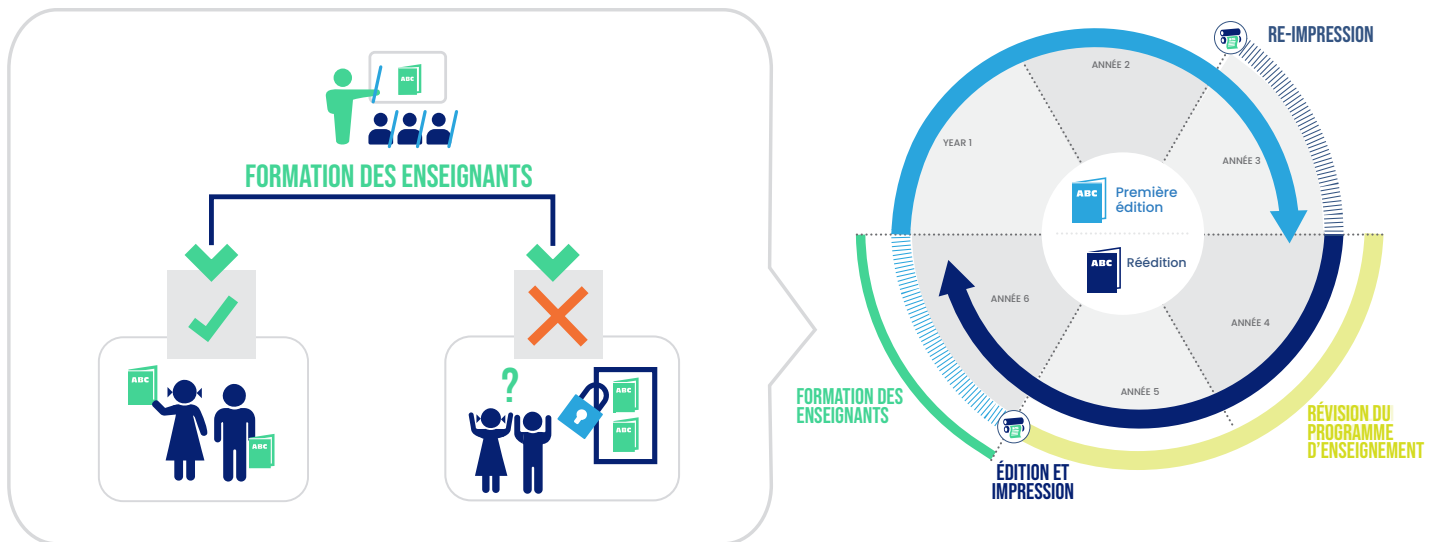 ABC
FORMATION DES ENSEIGNANTS
ABC
ABC
?
ABC
ABC
RE-IMPRESSION
ANNÉE 2
YEAR 1
ANNÉE 3
ABC
Première
édition
ABC
Réédition
ANNÉE 6
ANNÉE 4
ANNÉE 5
FORMATION DES
ENSEIGNANTS
RÉVISION DU
PROGRAMME
D'ENSEIGNEMENT
ÉDITION ET
IMPRESSION